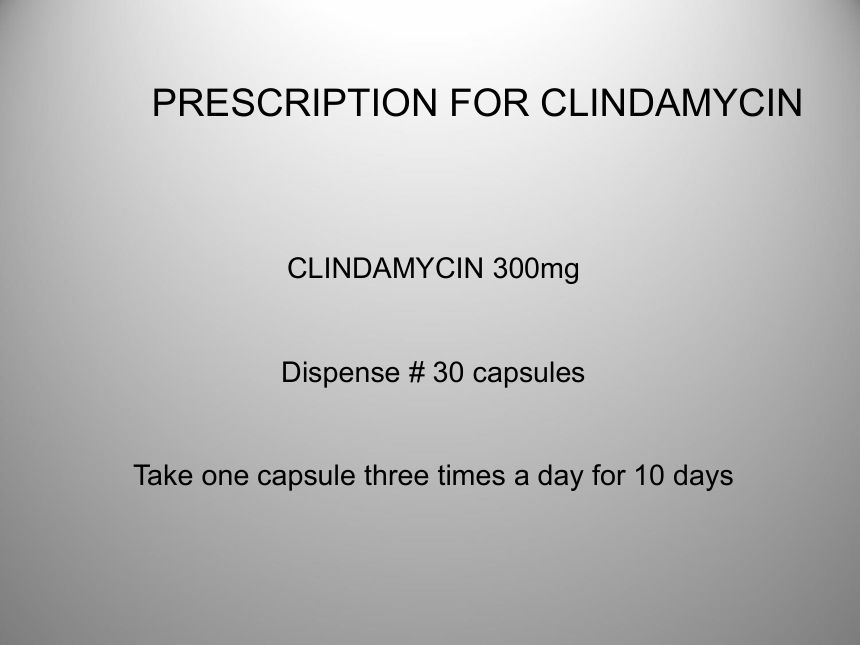 PRESCRIPTION FOR CLINDAMYCIN
CLINDAMYCIN 300mg
Dispense # 30 capsules
Take one capsule three times a day for 10 days